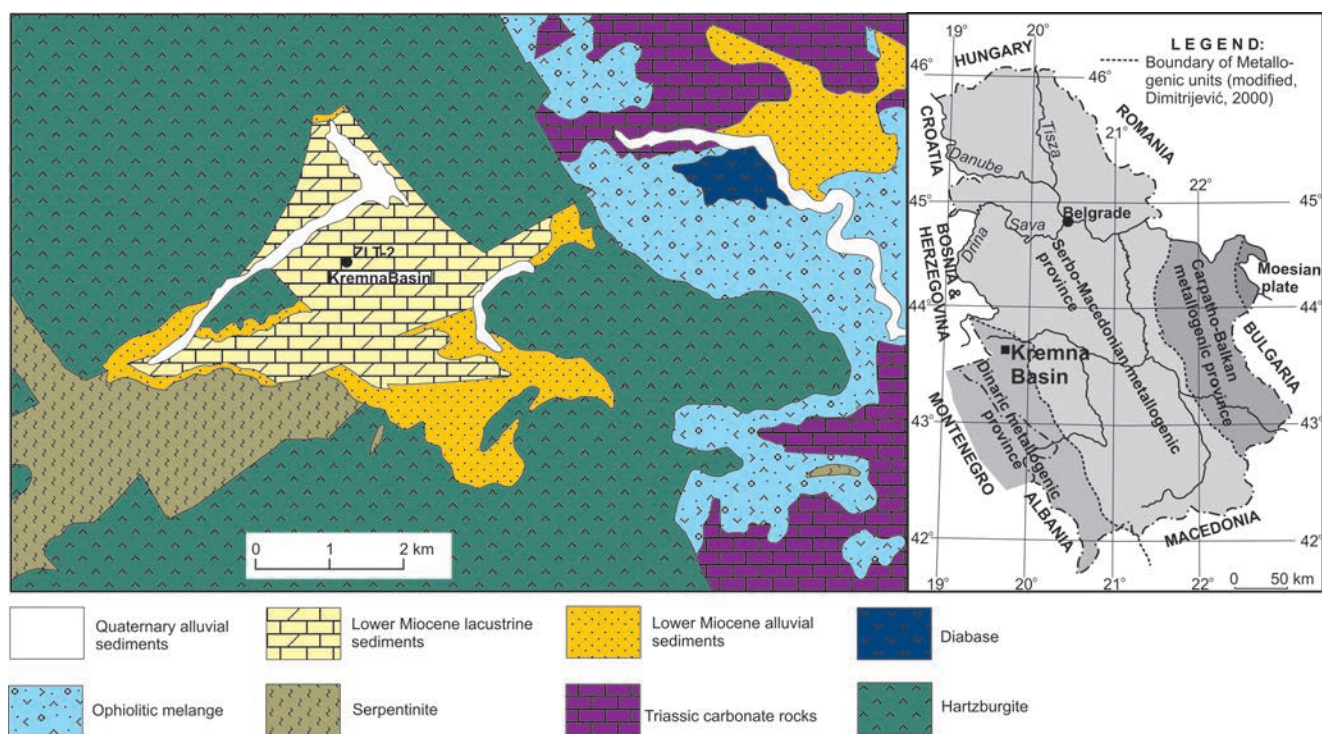 ZLT-2
KremnaBasin
0 1 2 km
LEGEND:
Boundary of Metallo-
genic units (modified,
Dimitrijević, 2000)
19° 20°
HUNGARY
46°
46°
CROATIA
ROMANIA
21°
Tisza
Danube
22°
45°
45°
Belgrade
Sava
Drina
BOSNIA &
HERZEGOVINA
Serbo-Macedonian metallogenic
province
Carpatho-Balkan
metallogenic province
Moesian
plate
44°
44°
BULGARIA
Kremna
Basin
Dinaric metallogenic
province
43°
43°
MONTENEGRO
ALBANIA
MACEDONIA
42°
42°
19° 20° 21° 22°
0 50 km
Quaternary alluvial
sediments
Lower Miocene lacustrine
sediments
Lower Miocene alluvial
sediments
Diabase
Ophiolitic melange
Serpentinite
Triassic carbonate rocks
Hartzburgite